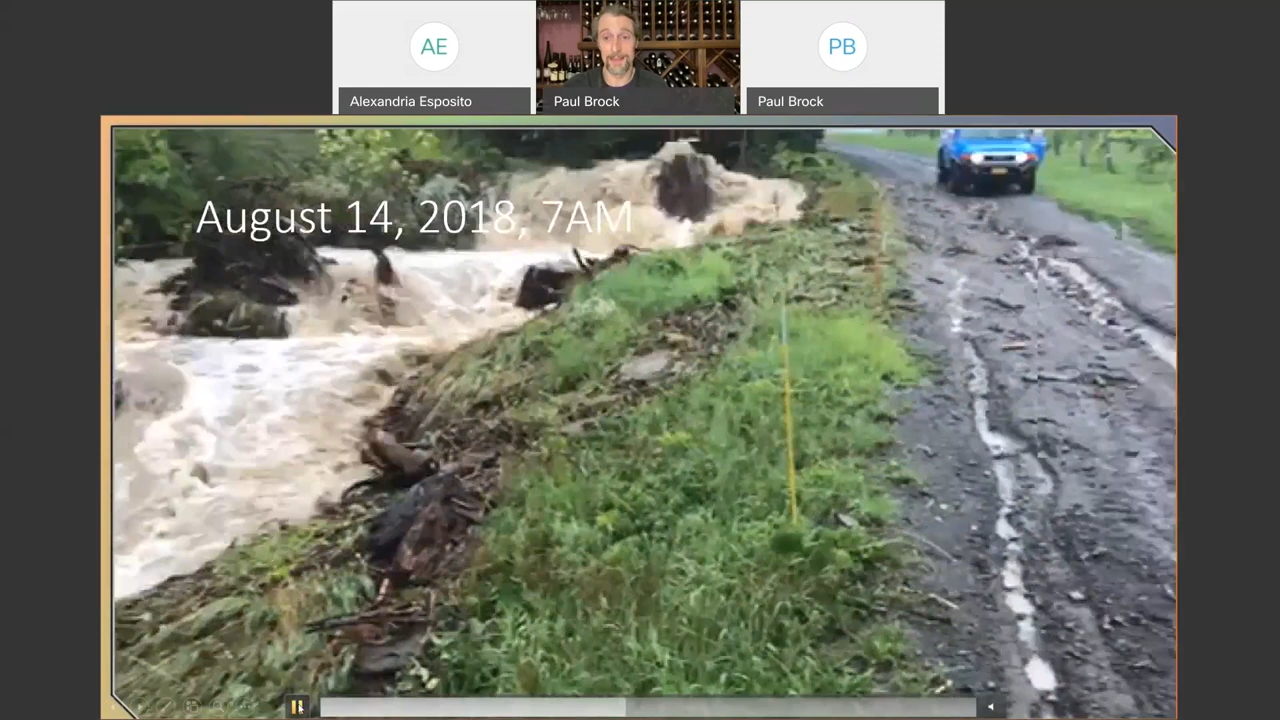 AE
PB
Alexandria Esposito
Paul Brock
Paul Brock
August 14, 2018, 7AM